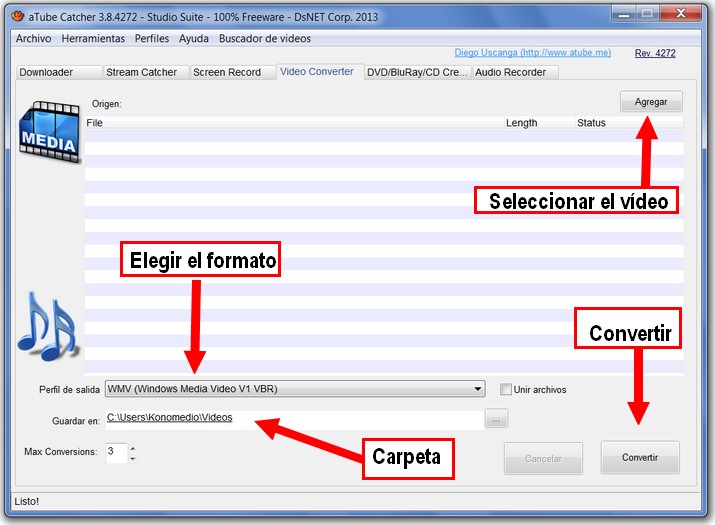 aTube Catcher 3.8.4272 - Studio Suite - 100% Freeware - DsNET Corp. 2013
Archivo Herramientas Perfiles Ayuda Buscador de videos
Diego Uscanga (http://www.atube.me) Rev. 4272
Downloader Stream Catcher Screen Record Video Converter DVD/BluRay/CD Cre... Audio Recorder
MEDIA
Origen:
Agregar
File Length Status
Seleccionar el vídeo
Elegir el formato
Convertir
Perfil de salida WMV (Windows Media Video V1 VBR) Unir archivos
Guardar en: C:\Users\Konomedio\Videos ...
Max Conversions: 3
Carpeta
Cancelar Convertir
Listo!